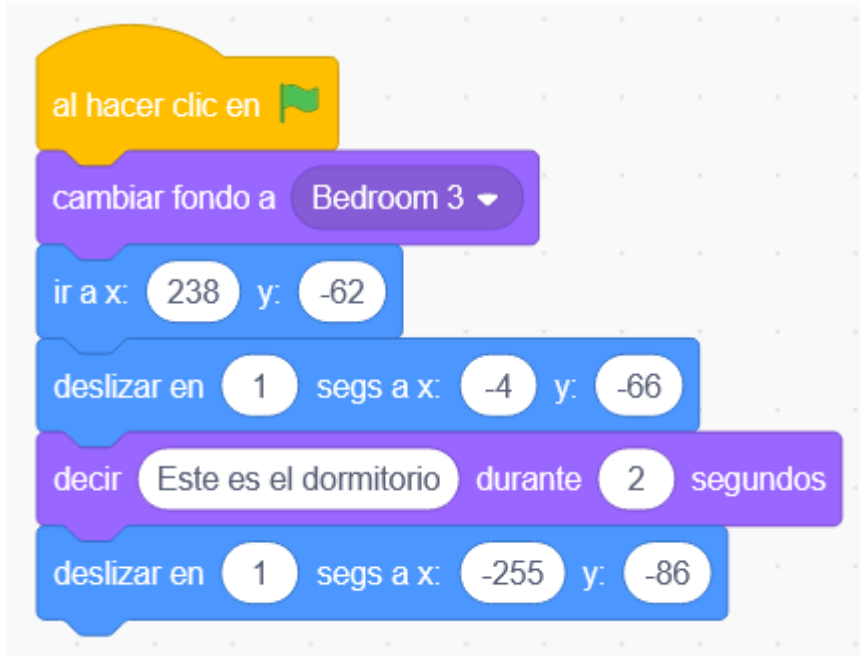 al hacer clic en
cambiar fondo a Bedroom 3
ir a x: 238 y: -62
deslizar en 1 segs a x: -4 y: -66
decir Este es el dormitorio durante 2 segundos
deslizar en 1 segs a x: -255 y: -86